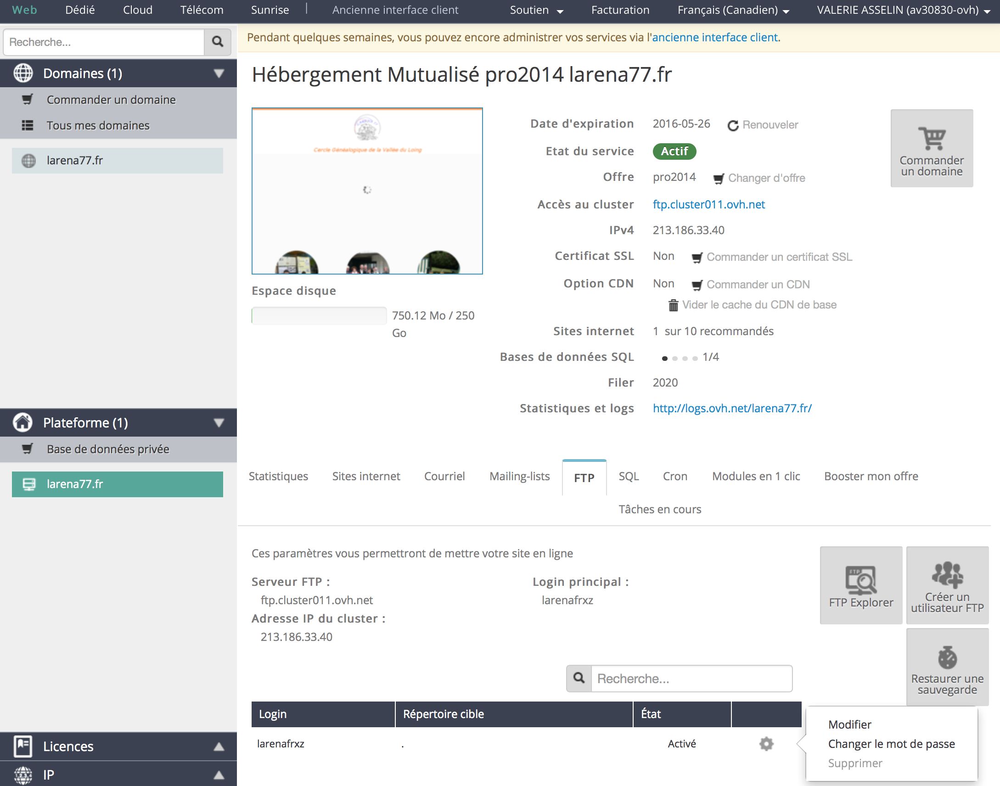 Web Dédié Cloud Télécom Sunrise | Ancienne interface client Soutien Facturation Français (Canadien) VALERIE ASSELIN (av30830-ovh)
Recherche...
Domaines (1)
Commander un domaine
Tous mes domaines
larena77.fr
Plateforme (1)
Base de données privée
larena77.fr
Licences
IP
Pendant quelques semaines, vous pouvez encore administrer vos services via l'ancienne interface client.
Hébergement Mutualisé pro2014 larena77.fr
Cercle Généalogique de la Vallée du Loing
Espace disque
750.12 Mo / 250
Go
Date d'expiration 2016-05-26 Renouveler
Etat du service Actif
Offre pro2014 Changer d'offre
Accès au cluster ftp.cluster011.ovh.net
IPv4 213.186.33.40
Certificat SSL Non Commander un certificat SSL
Option CDN Non Commander un CDN
Vider le cache du CDN de base
Sites internet 1 sur 10 recommandés
Bases de données SQL 1/4
Filer 2020
Statistiques et logs http://logs.ovh.net/larena77.fr/
Commander
un domaine
Statistiques Sites internet Courriel Mailing-lists FTP SQL Cron Modules en 1 clic Booster mon offre
Tâches en cours
Ces paramètres vous permettront de mettre votre site en ligne
Serveur FTP :
ftp.cluster011.ovh.net
Adresse IP du cluster :
213.186.33.40
Login principal :
larenafrxz
FTP
FTP Explorer
Créer un
utilisateur FTP
Restaurer une
sauvegarde
Recherche...
Login Répertoire cible État
larenafrxz . Activé
Modifier
Changer le mot de passe
Supprimer